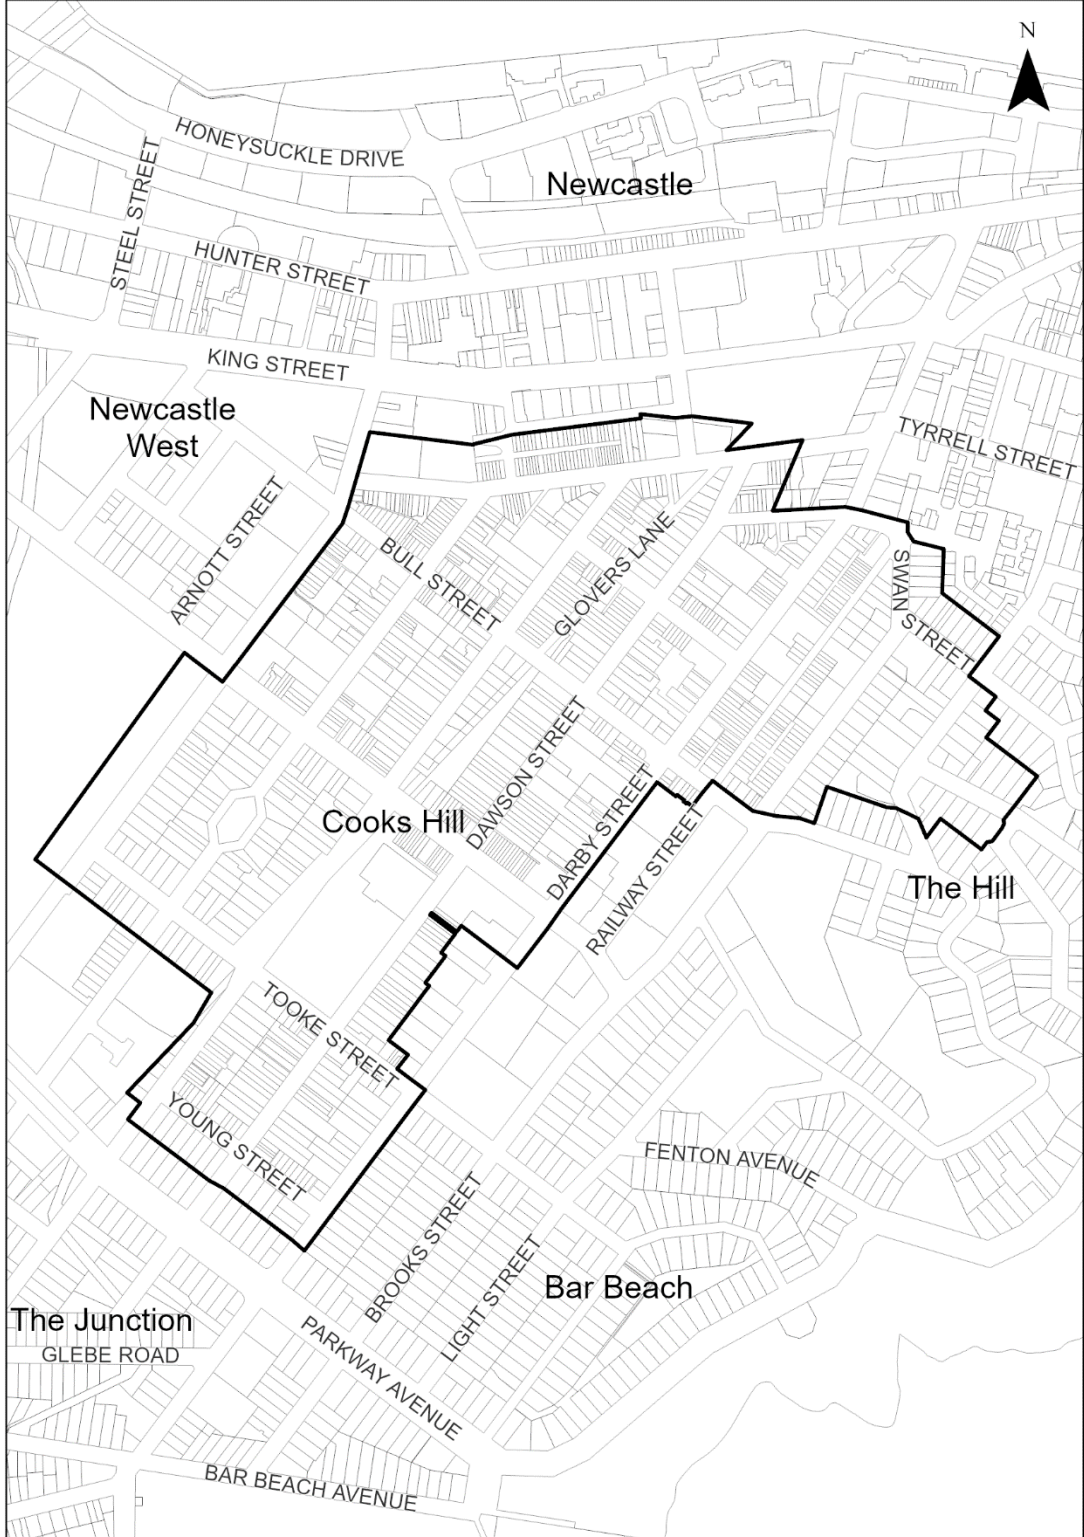 N
HONEYSUCKLE DRIVE
Newcastle
STEEL STREET
HUNTER STREET
KING STREET
Newcastle
West
TYRRELL STREET
ARNOTT STREET
BULL STREET
GLOVERS LANE
SWAN STREET
DAWSON STREET
Cooks Hill
DARBY STREET
RAILWAY STREET
The Hill
TOOKE STREET
YOUNG STREET
FENTON AVENUE
BROOKS STREET
LIGHT STREET
Bar Beach
The Junction
GLEBE ROAD
PARKWAY AVENUE
BAR BEACH AVENUE